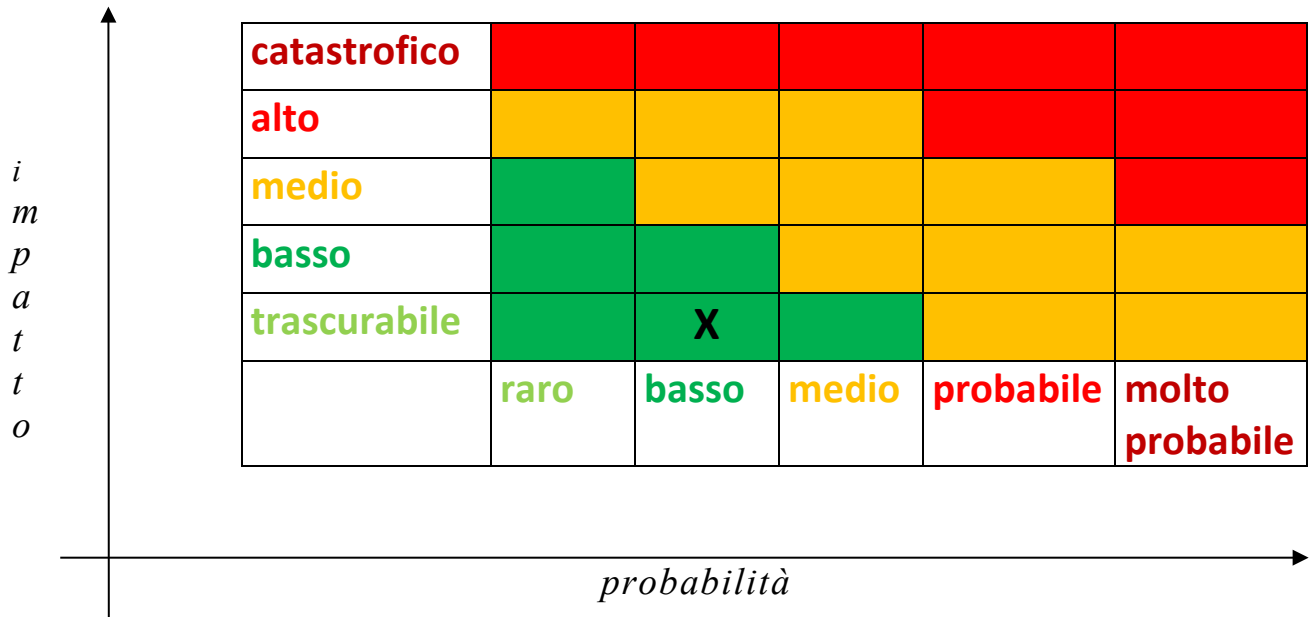 catastrofico
alto
medio
basso
trascurabile X
raro basso medio probabile molto
probabile
i
m
p
a
t
t
o
probabilità